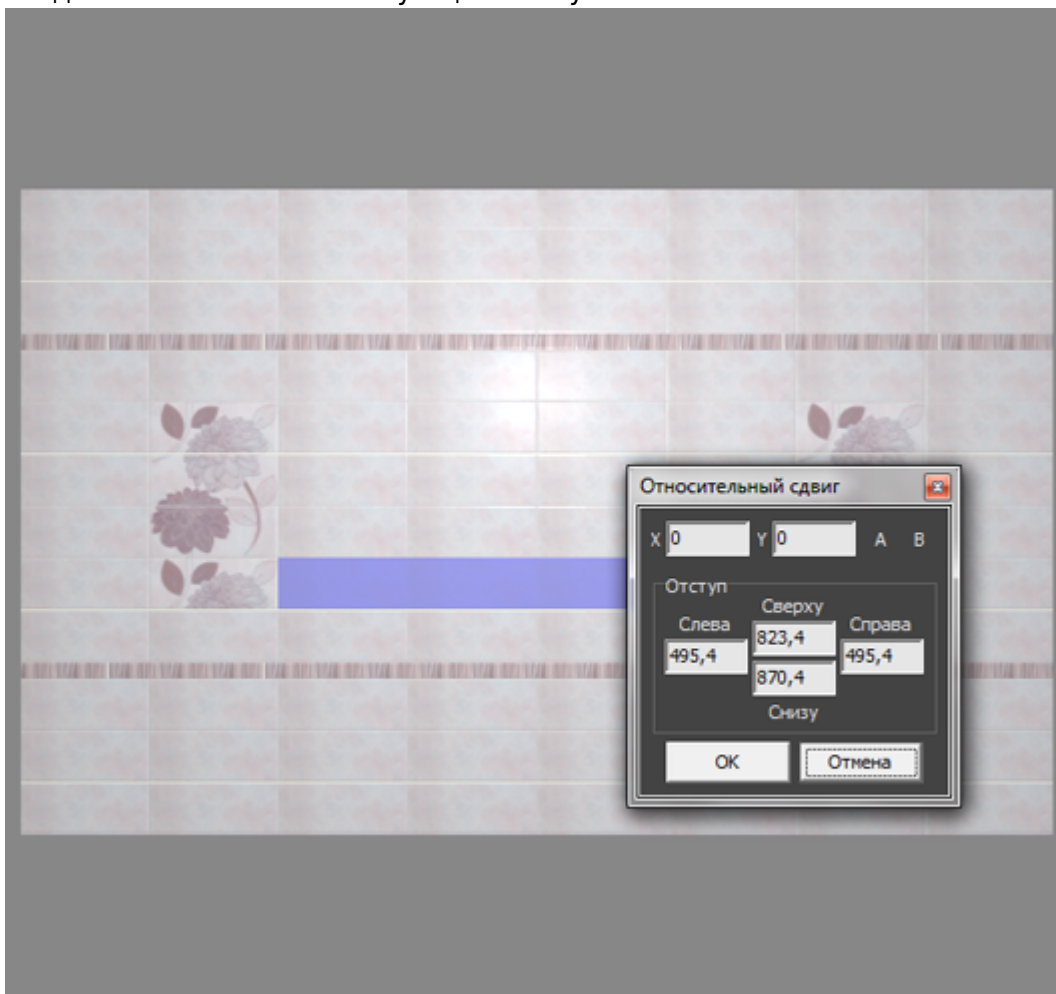 Относительный сдвиг
X 0 Y 0 A B
Отступ
Сверху
Слева 823,4 Справа
495,4 870,4 495,4
Снизу
OK Отмена